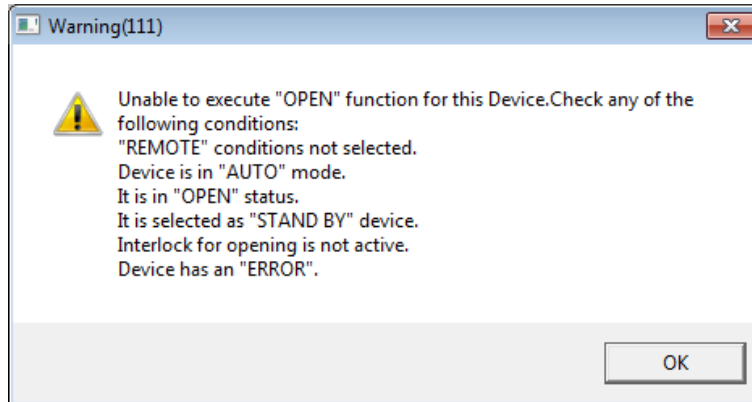 Warning(111)
Unable to execute "OPEN" function for this Device.Check any of the
following conditions:
"REMOTE" conditions not selected.
Device is in "AUTO" mode.
It is in "OPEN" status.
It is selected as "STAND BY" device.
Interlock for opening is not active.
Device has an "ERROR".
OK